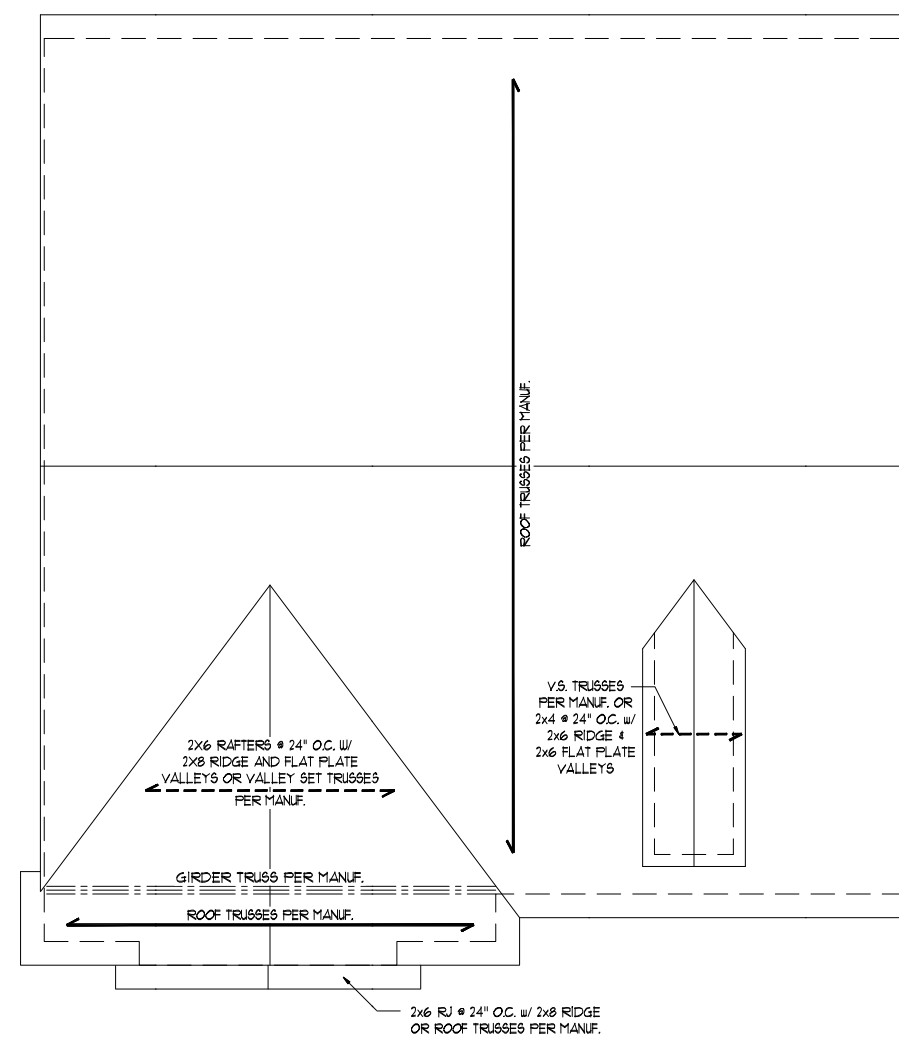 ROOF TRUSSES PER MANUF.
V.S. TRUSSES
PER MANUF. OR
2x4 @ 24" O.C. w/
2x6 RIDGE &
2x6 FLAT PLATE
VALLEYS
2X6 RAFTERS @ 24" O.C. W/
2X8 RIDGE AND FLAT PLATE
VALLEYS OR VALLEY SET TRUSSES
PER MANUF.
GIRDER TRUSS PER MANUF.
ROOF TRUSSES PER MANUF.
2x6 RJ @ 24" O.C. w/ 2x8 RIDGE
OR ROOF TRUSSES PER MANUF.